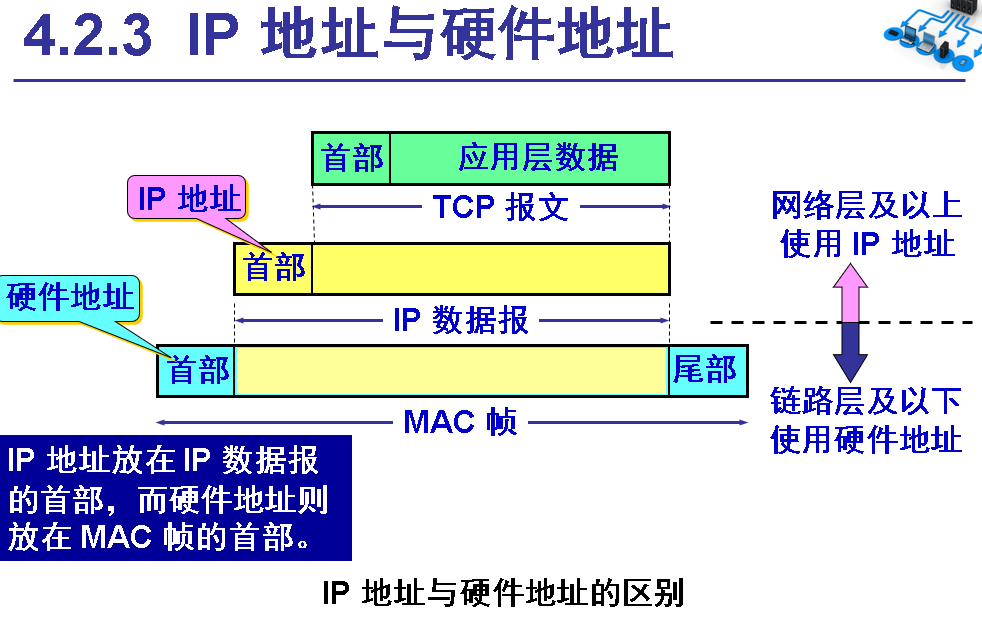 4.2.3 IP 地址与硬件地址
首部 应用层数据
TCP 报文
IP 地址
首部
硬件地址
IP 数据报
首部 尾部
MAC 帧
网络层及以上
使用 IP 地址
链路层及以下
使用硬件地址
IP 地址放在 IP 数据报
的首部，而硬件地址则
放在 MAC 帧的首部。
IP 地址与硬件地址的区别